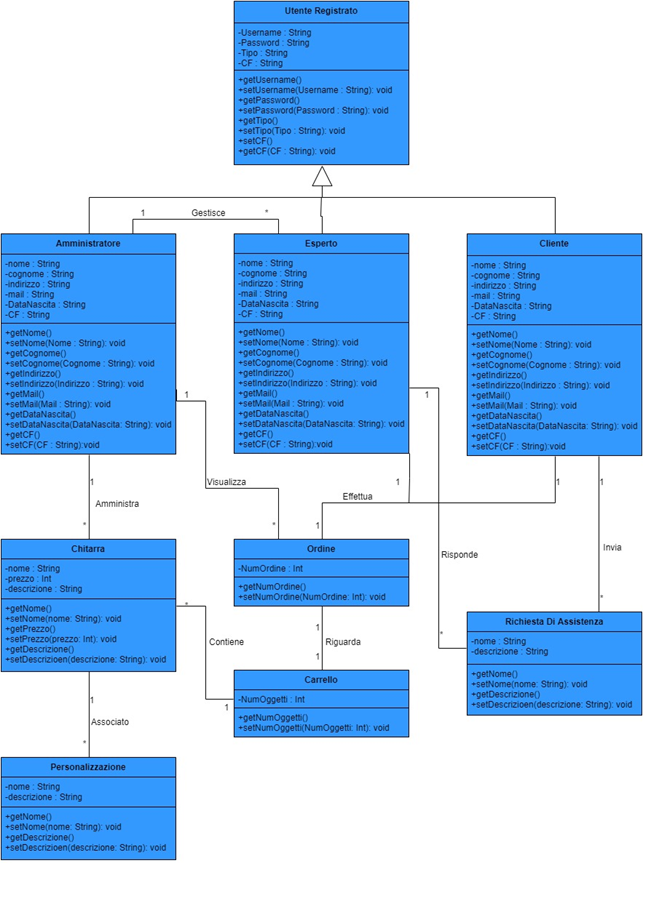 Utente Registrato
-Username : String
-Password : String
-Tipo : String
-CF : String
+getUsername()
+setUsername(Username : String): void
+getPassword()
+setPassword(Password : String): void
+getTipo()
+setTipo(Tipo : String): void
+setCF()
+getCF(CF : String): void
1
Gestisce
*
Amministratore
-nome : String
-cognome : String
-indirizzo : String
-mail : String
-DataNascita : String
-CF : String
+getNome()
+setNome(Nome : String): void
+getCognome()
+setCognome(Cognome : String): void
+getIndirizzo()
+setIndirizzo(Indirizzo : String): void
+getMail()
+setMail(Mail : String): void
+getDataNascita()
+setDataNascita(DataNascita: String): void
+getCF()
+setCF(CF : String):void
Esperto
-nome : String
-cognome : String
-indirizzo : String
-mail : String
-DataNascita : String
-CF : String
+getNome()
+setNome(Nome : String): void
+getCognome()
+setCognome(Cognome : String): void
+getIndirizzo()
+setIndirizzo(Indirizzo : String): void
+getMail()
+setMail(Mail : String): void
+getDataNascita()
+setDataNascita(DataNascita: String): void
+getCF()
+setCF(CF : String):void
Cliente
-nome : String
-cognome : String
-indirizzo : String
-mail : String
-DataNascita : String
-CF : String
+getNome()
+setNome(Nome : String): void
+getCognome()
+setCognome(Cognome : String): void
+getIndirizzo()
+setIndirizzo(Indirizzo : String): void
+getMail()
+setMail(Mail : String): void
+getDataNascita()
+setDataNascita(DataNascita: String): void
+getCF()
+setCF(CF : String):void
1
Amministra
*
1
Visualizza
*
1
1
Effettua
1
1
Risponde
*
1
Invia
*
Chitarra
-nome : String
-prezzo : Int
-descrizione : String
+getNome()
+setNome(nome: String): void
+getPrezzo()
+setPrezzo(prezzo: Int): void
+getDescrizione()
+setDescrizioen(descrizione: String): void
Ordine
-NumOrdine : Int
+getNumOrdine()
+setNumOrdine(NumOrdine: Int): void
Richiesta Di Assistenza
-nome : String
-descrizione : String
+getNome()
+setNome(nome: String): void
+getDescrizione()
+setDescrizioen(descrizione: String): void
*
Contiene
1
1
Riguarda
1
Carrello
-NumOggetti : Int
+getNumOggetti()
+setNumOggetti(NumOggetti: Int): void
1
Associato
*
Personalizzazione
-nome : String
-descrizione : String
+getNome()
+setNome(nome: String): void
+getDescrizione()
+setDescrizioen(descrizione: String): void